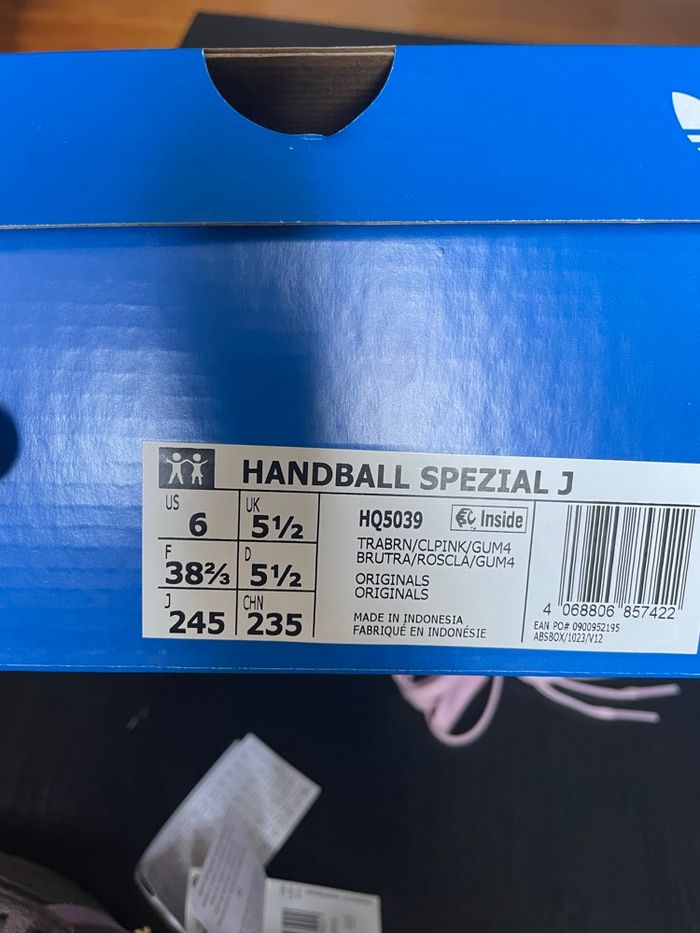 HANDBALL SPEZIAL J
US 6
UK 5½
F 38⅔
D 5½
J 245
CHN 235
HQ5039
Inside
TRABRN/CLPINK/GUM4
BRUTRA/ROSCLA/GUM4
ORIGINALS
ORIGINALS
MADE IN INDONESIA
FABRIQUÉ EN INDONÉSIE
4 068806 857422
EAN PO# 0900952195
ABSBOX/1023/V12